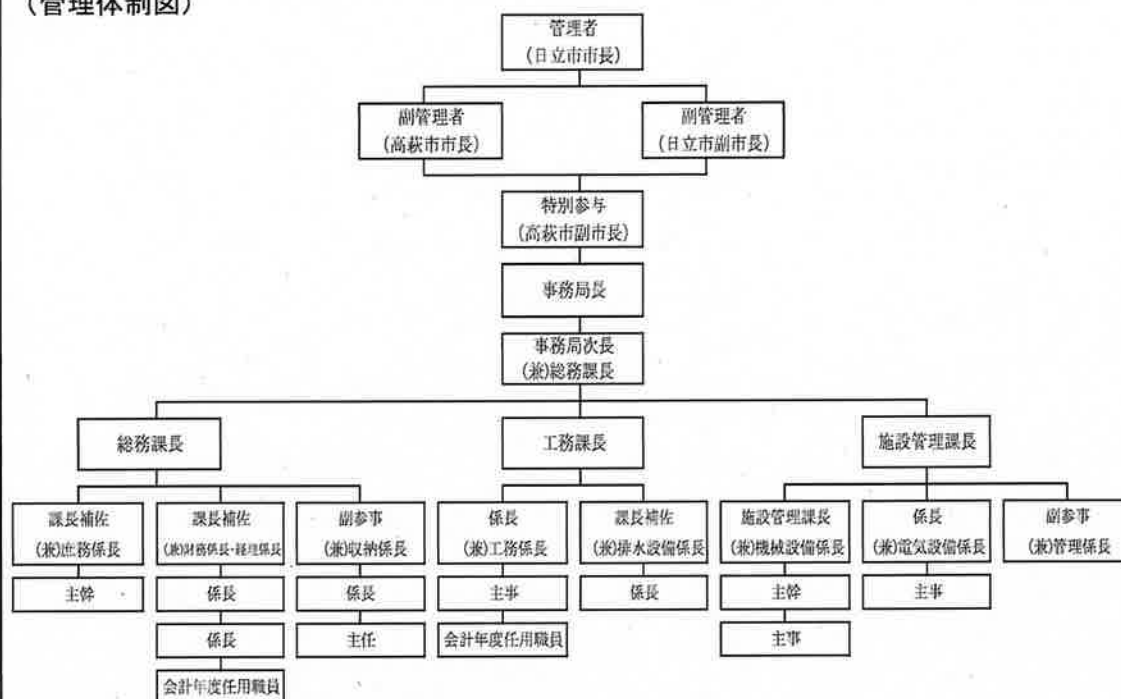 （管理体制図）
管理者
(日立市市長)
副管理者
(高萩市市長)
副管理者
(日立市副市長)
特別参与
(高萩市副市長)
事務局長
事務局次長
(兼)総務課長
総務課長
工務課長
施設管理課長
課長補佐
(兼)庶務係長
課長補佐
(兼)財務係長・経理係長
副参事
(兼)収納係長
係長
(兼)工務係長
課長補佐
(兼)排水設備係長
施設管理課長
(兼)機械設備係長
係長
(兼)電気設備係長
副参事
(兼)管理係長
主幹
係長
係長
主事
係長
主幹
主事
係長
主任
会計年度任用職員
主事
会計年度任用職員